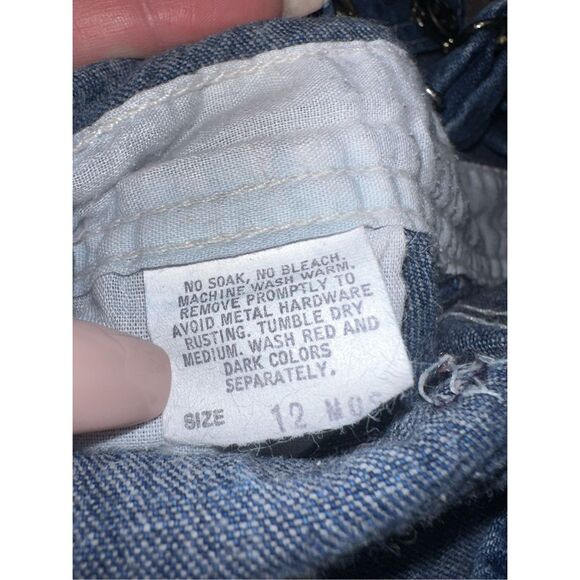 NO SOAK, NO BLEACH.
MACHINE WASH WARM.
REMOVE PROMPTLY TO
AVOID METAL HARDWARE
RUSTING. TUMBLE DRY
MEDIUM. WASH RED AND
DARK COLORS
SEPARATELY.
SIZE 12 MOS